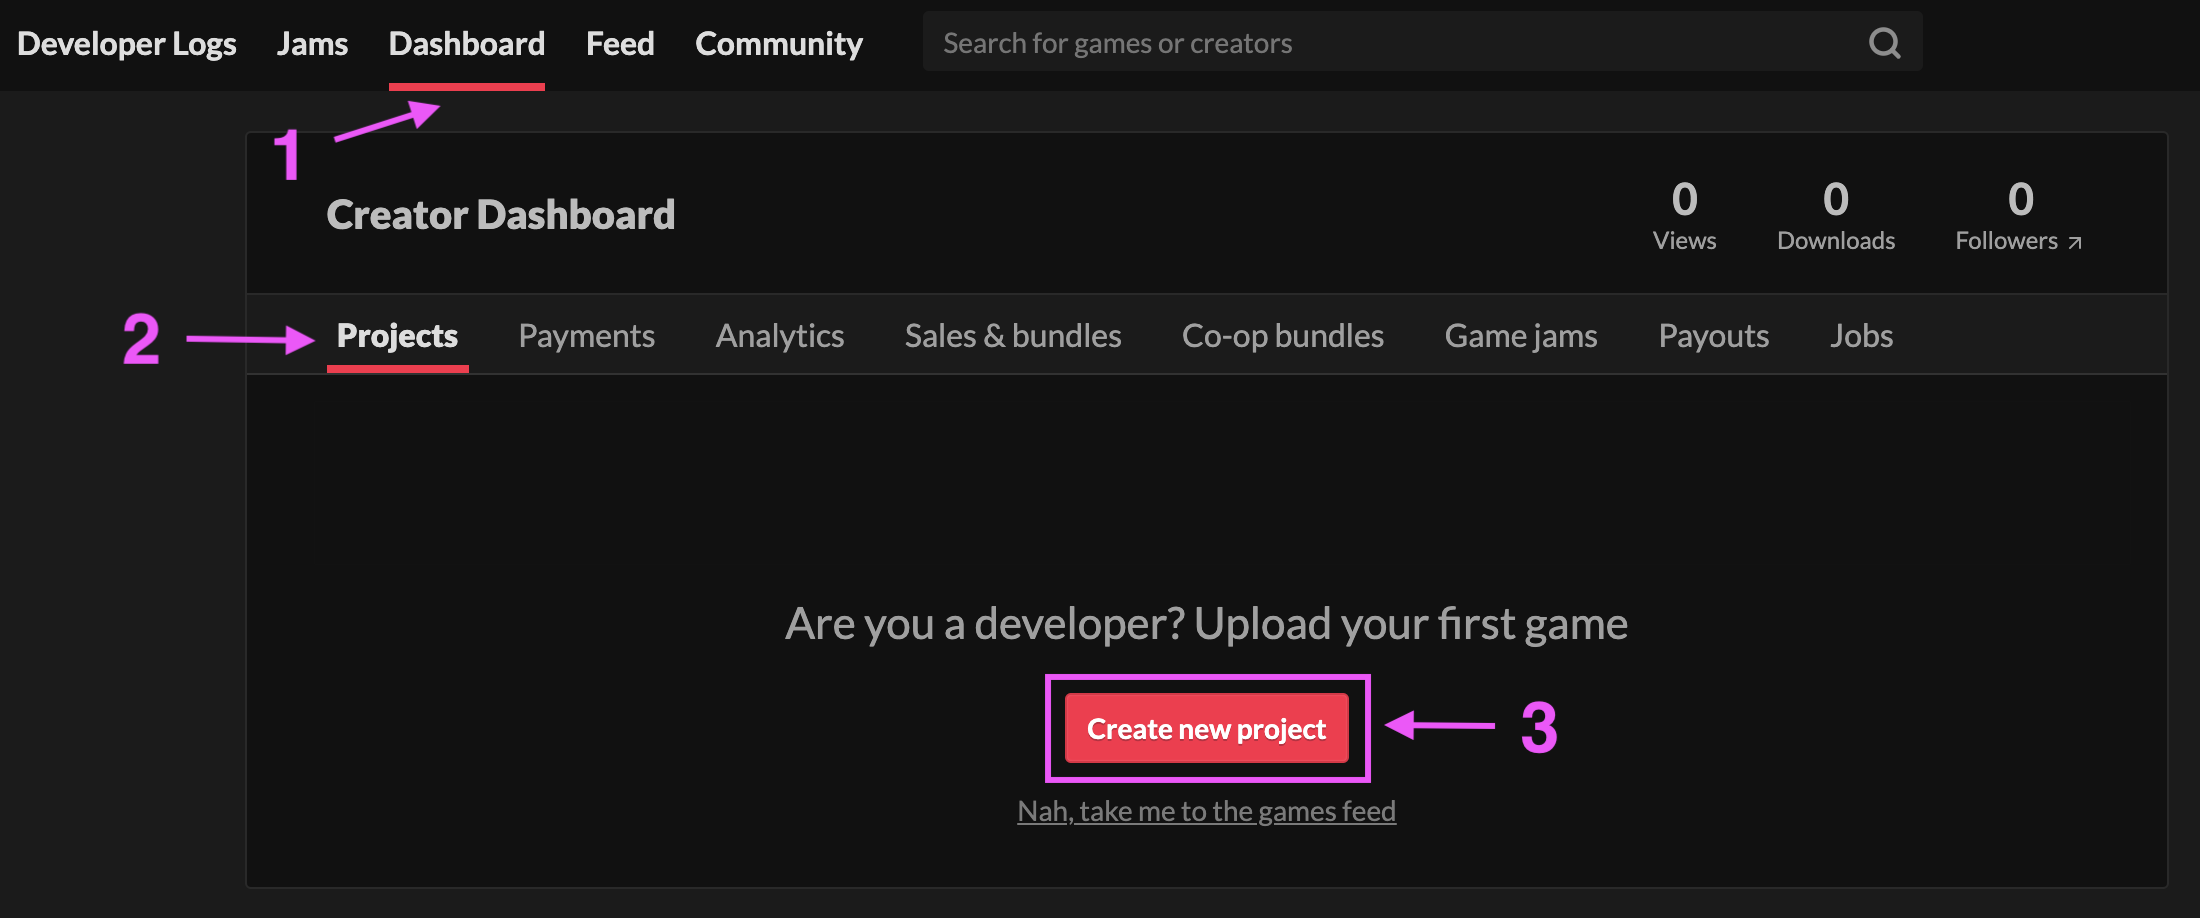 Developer Logs Jams Dashboard Feed Community Search for games or creators
1
Creator Dashboard
0 0 0
Views Downloads Followers ↗
2 Projects Payments Analytics Sales & bundles Co-op bundles Game jams Payouts Jobs
Are you a developer? Upload your first game
Create new project 3
Nah, take me to the games feed